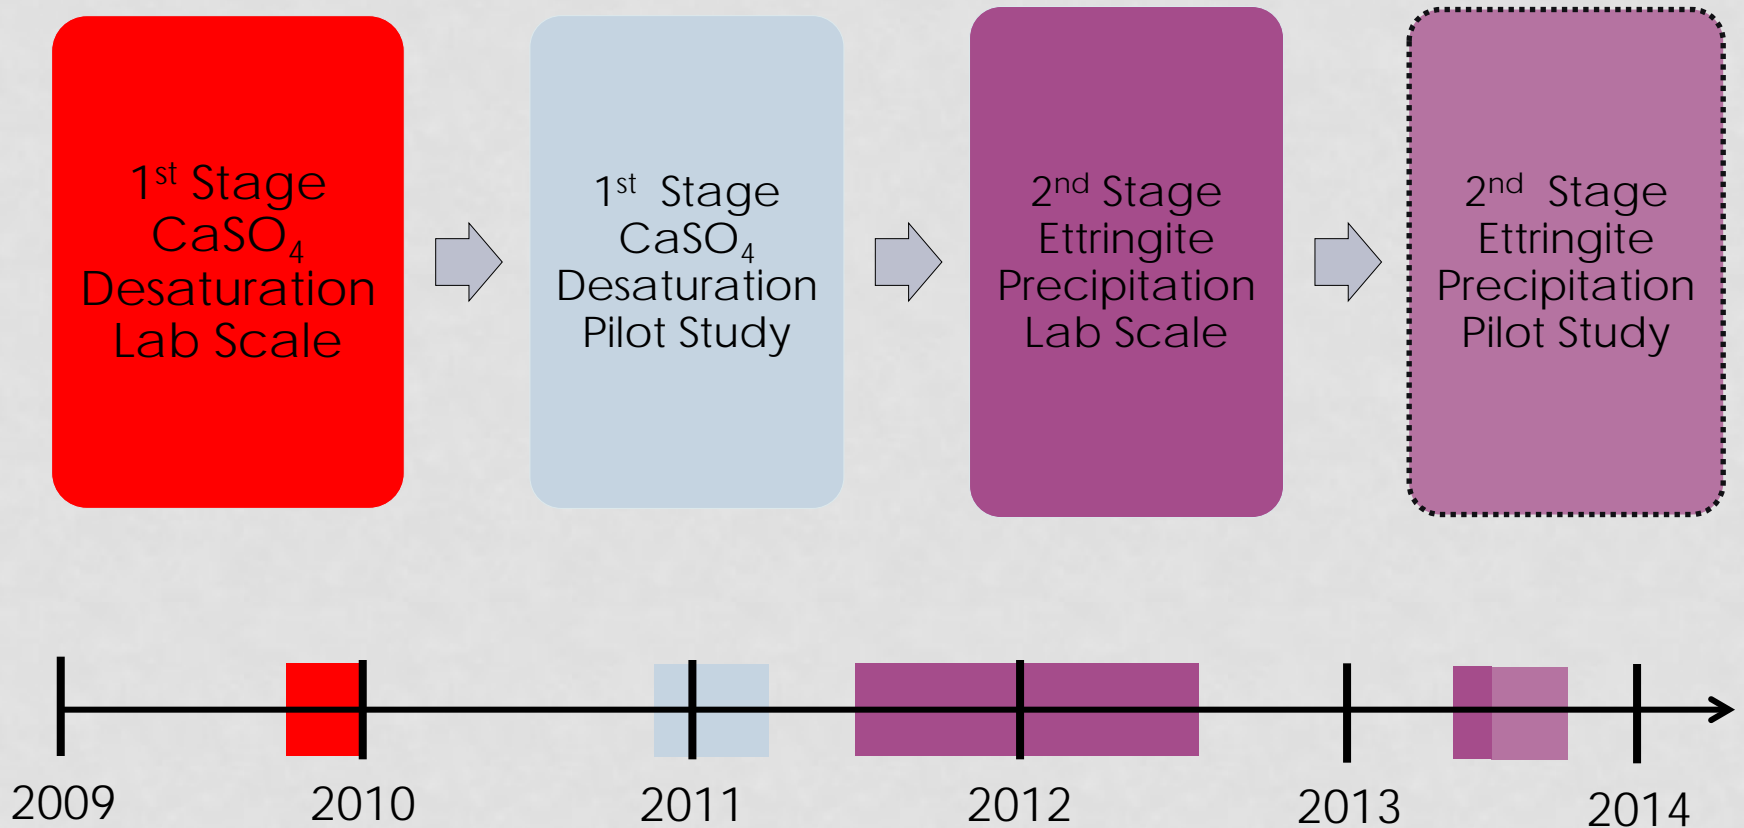 1st Stage
CaSO4
Desaturation
Lab Scale
1st Stage
CaSO4
Desaturation
Pilot Study
2nd Stage
Ettringite
Precipitation
Lab Scale
2nd Stage
Ettringite
Precipitation
Pilot Study
2009
2010
2011
2012
2013
2014